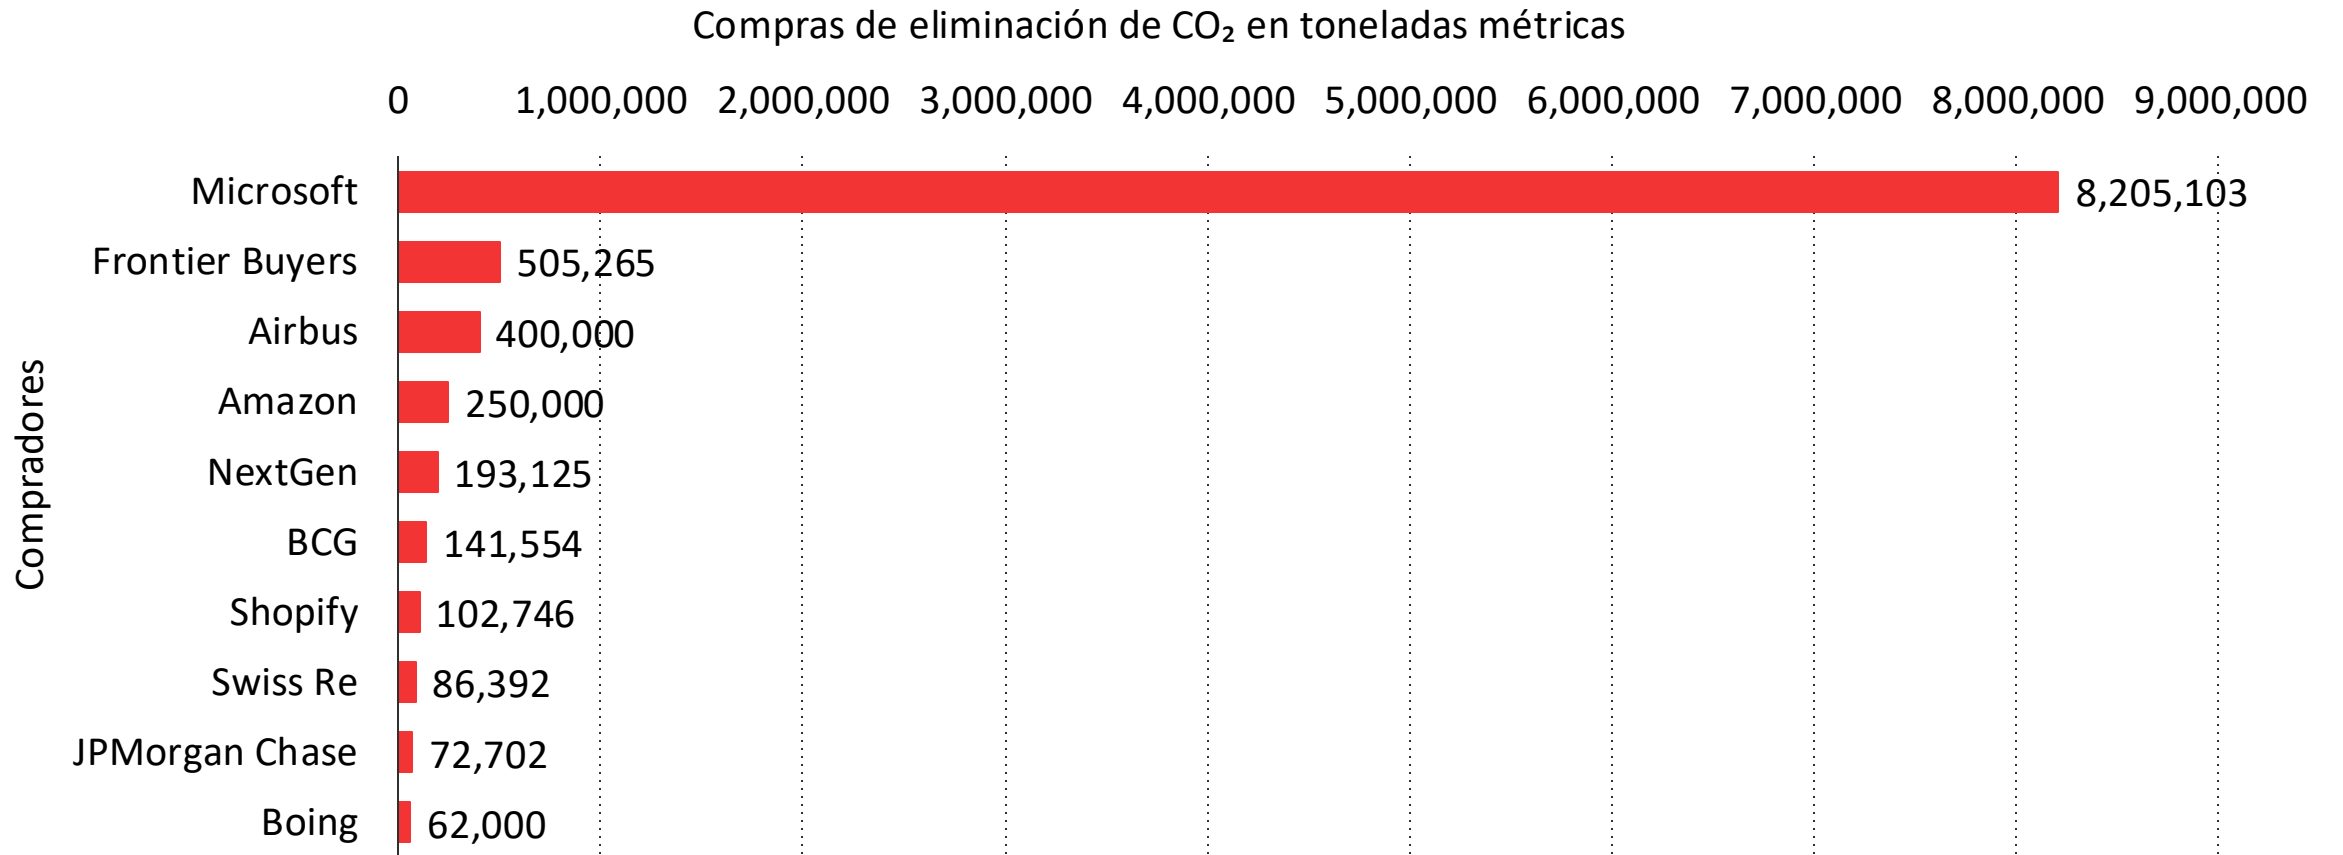 Compras de eliminación de CO₂ en toneladas métricas
0 1,000,000 2,000,000 3,000,000 4,000,000 5,000,000 6,000,000 7,000,000 8,000,000 9,000,000
Compradores
Microsoft 8,205,103
Frontier Buyers 505,265
Airbus 400,000
Amazon 250,000
NextGen 193,125
BCG 141,554
Shopify 102,746
Swiss Re 86,392
JPMorgan Chase 72,702
Boing 62,000